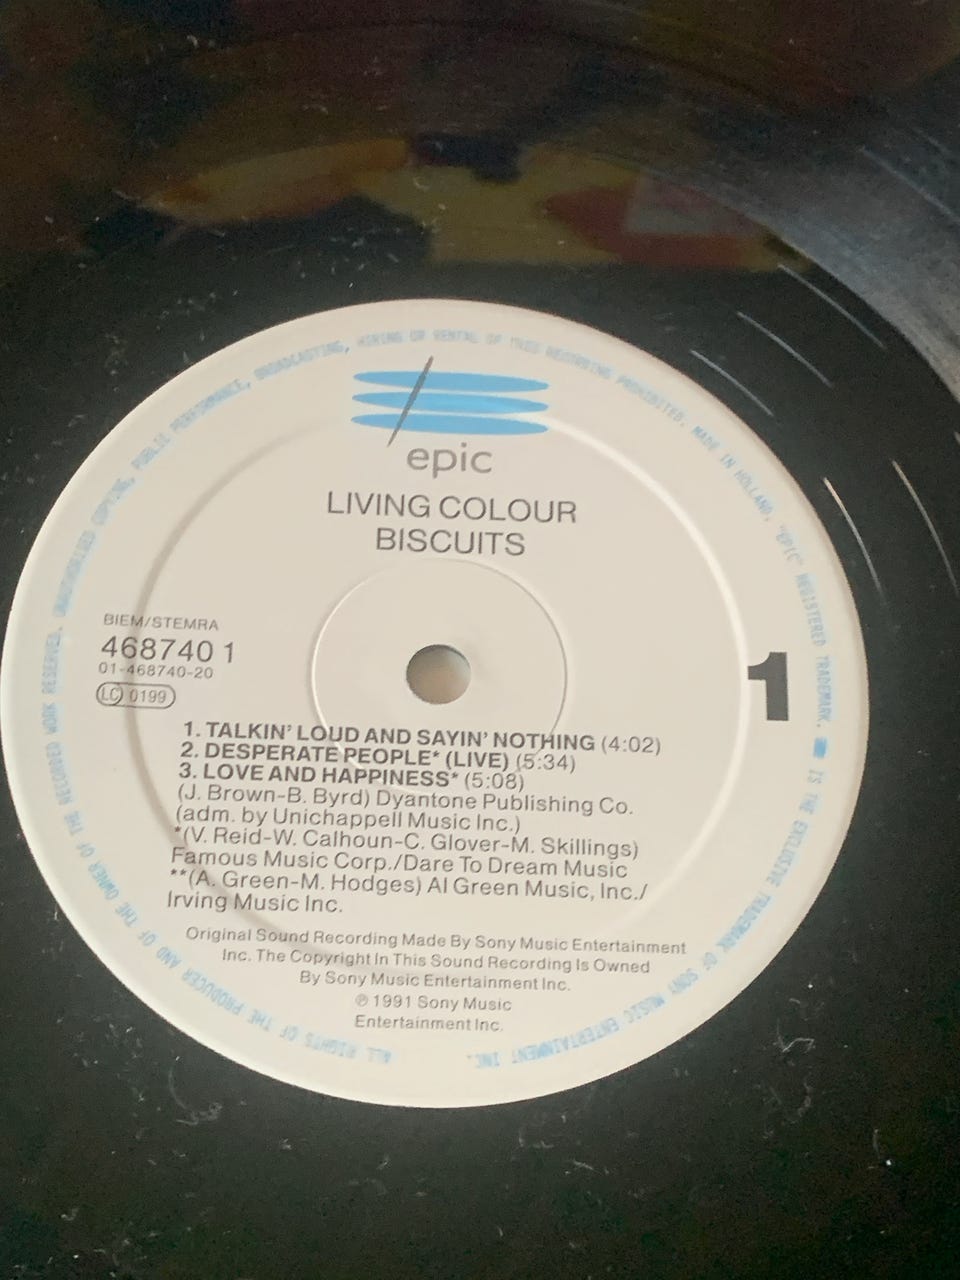 epic
LIVING COLOUR
BISCUITS
BIEM/STEMRA
468740 1
01-468740-20
LC 0199
1
1. TALKIN' LOUD AND SAYIN' NOTHING (4:02)
2. DESPERATE PEOPLE* (LIVE) (5:34)
3. LOVE AND HAPPINESS* (5:08)
(J. Brown-B. Byrd) Dyantone Publishing Co.
(adm. by Unichappell Music Inc.)
*(V. Reid-W. Calhoun-C. Glover-M. Skillings)
Famous Music Corp./Dare To Dream Music
**(A. Green-M. Hodges) Al Green Music, Inc./
Irving Music Inc.
Original Sound Recording Made By Sony Music Entertainment
Inc. The Copyright In This Sound Recording Is Owned
By Sony Music Entertainment Inc.
℗ 1991 Sony Music
Entertainment Inc.
ALL RIGHTS OF THE PRODUCER AND OF THE OWNER OF THE RECORDED WORK RESERVED. UNAUTHORISED COPYING, PUBLIC PERFORMANCE, BROADCASTING, HIRING OR RENTAL OF THIS RECORDING PROHIBITED. MADE IN HOLLAND. "EPIC" REGISTERED TRADEMARK. IS THE EXCLUSIVE TRADEMARK OF SONY MUSIC ENTERTAINMENT INC.